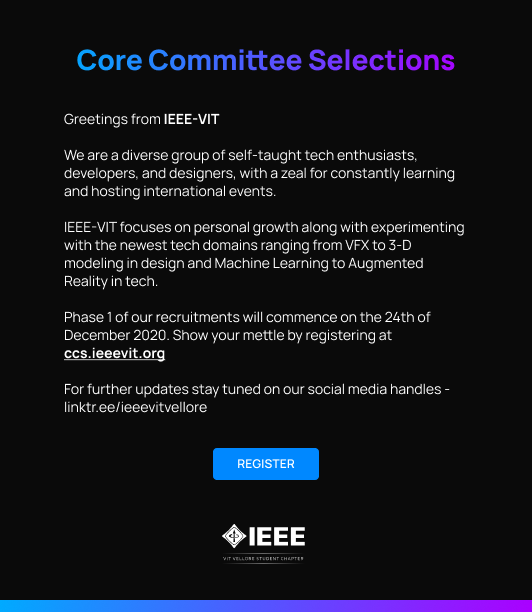 Core Committee Selections
Greetings from IEEE-VIT
We are a diverse group of self-taught tech enthusiasts,
developers, and designers, with a zeal for constantly learning
and hosting international events.
IEEE-VIT focuses on personal growth along with experimenting
with the newest tech domains ranging from VFX to 3-D
modeling in design and Machine Learning to Augmented
Reality in tech.
Phase 1 of our recruitments will commence on the 24th of
December 2020. Show your mettle by registering at
ccs.ieeevit.org
For further updates stay tuned on our social media handles -
linktr.ee/ieeevitvellore
REGISTER
IEEE
VIT VELLORE STUDENT CHAPTER